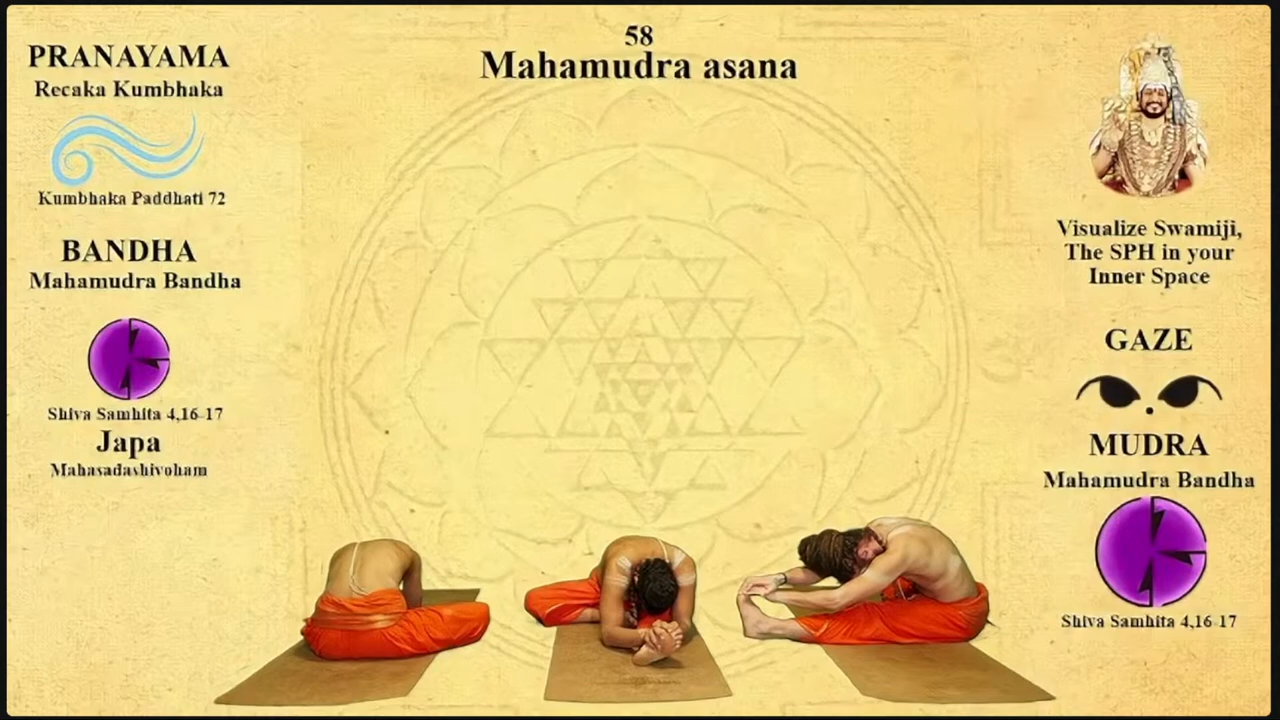 58
Mahamudra asana
PRANAYAMA
Recaka Kumbhaka
Kumbhaka Paddhati 72
BANDHA
Mahamudra Bandha
Shiva Samhita 4,16-17
Japa
Mahasadashivoham
Visualize Swamiji,
The SPH in your
Inner Space
GAZE
MUDRA
Mahamudra Bandha
Shiva Samhita 4,16-17